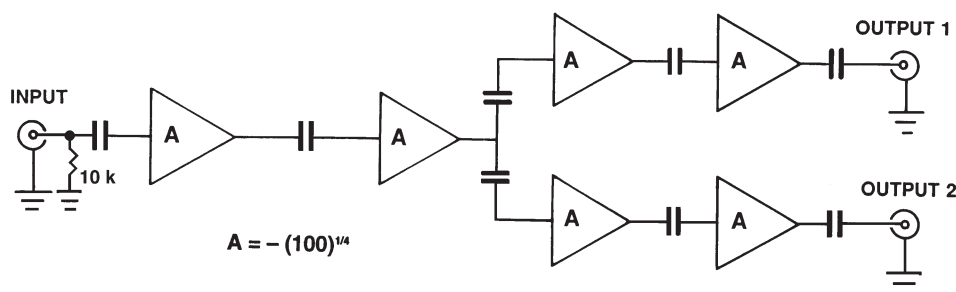 INPUT
10 k
A
A
A
A
OUTPUT 1
A
A
OUTPUT 2
A = – (100)^1/4